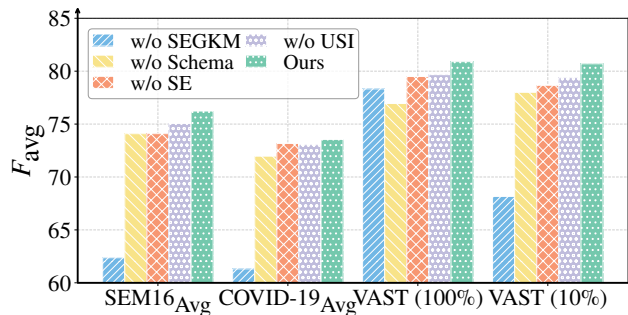 85
80
75
70
65
60
F_avg
w/o SEGKM
w/o Schema
w/o SE
w/o USI
Ours
SEM16_Avg
COVID-19_Avg
VAST (100%)
VAST (10%)